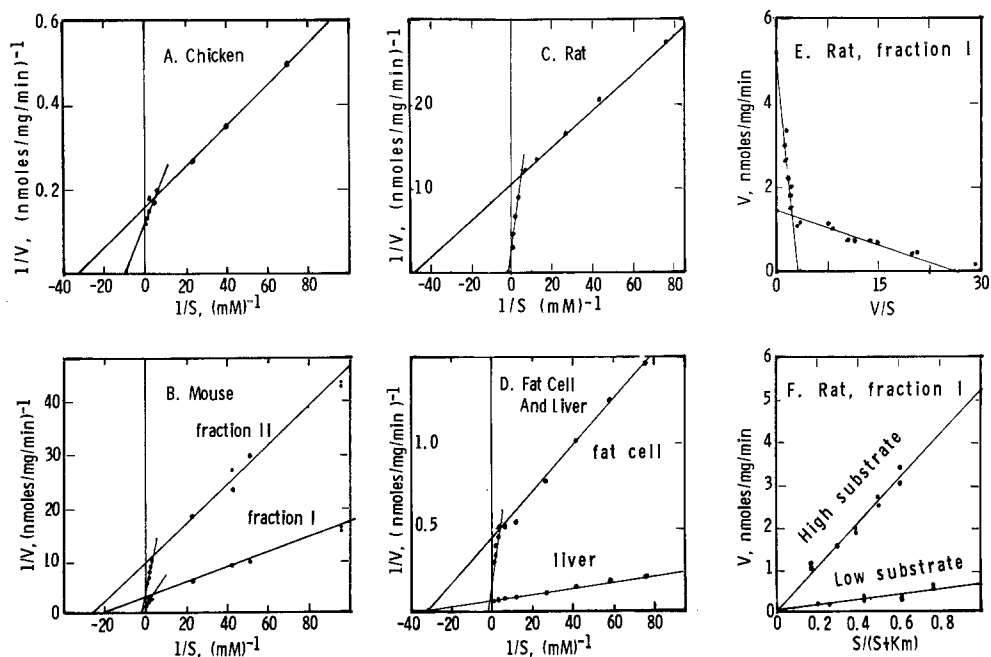 A. Chicken
1/V, (nmoles/mg/min)⁻¹
0.6
0.4
0.2
0
-40 -20 0 20 40 60 80
1/S, (mM)⁻¹
C. Rat
1/V, (nmoles/mg/min)⁻¹
20
10
0
-40 -20 0 20 40 60 80
1/S (mM)⁻¹
E. Rat, fraction I
V, nmoles/mg/min
6
4
2
0
0 15 29
V/S
B. Mouse
fraction II
fraction I
1/V, (nmoles/mg/min)⁻¹
40
30
20
10
0
-20 0 20 40 60 80
1/S, (mM)⁻¹
D. Fat Cell
And Liver
fat cell
liver
1/V, (nmoles/mg/min)⁻¹
1.0
0.5
0
-40 -20 0 20 40 60 80
1/S, (mM)⁻¹
F. Rat, fraction I
High substrate
Low substrate
V, nmoles/mg/min
6
5
4
3
2
1
0
0 0.2 0.4 0.6 0.8 1
S/(S+Km)